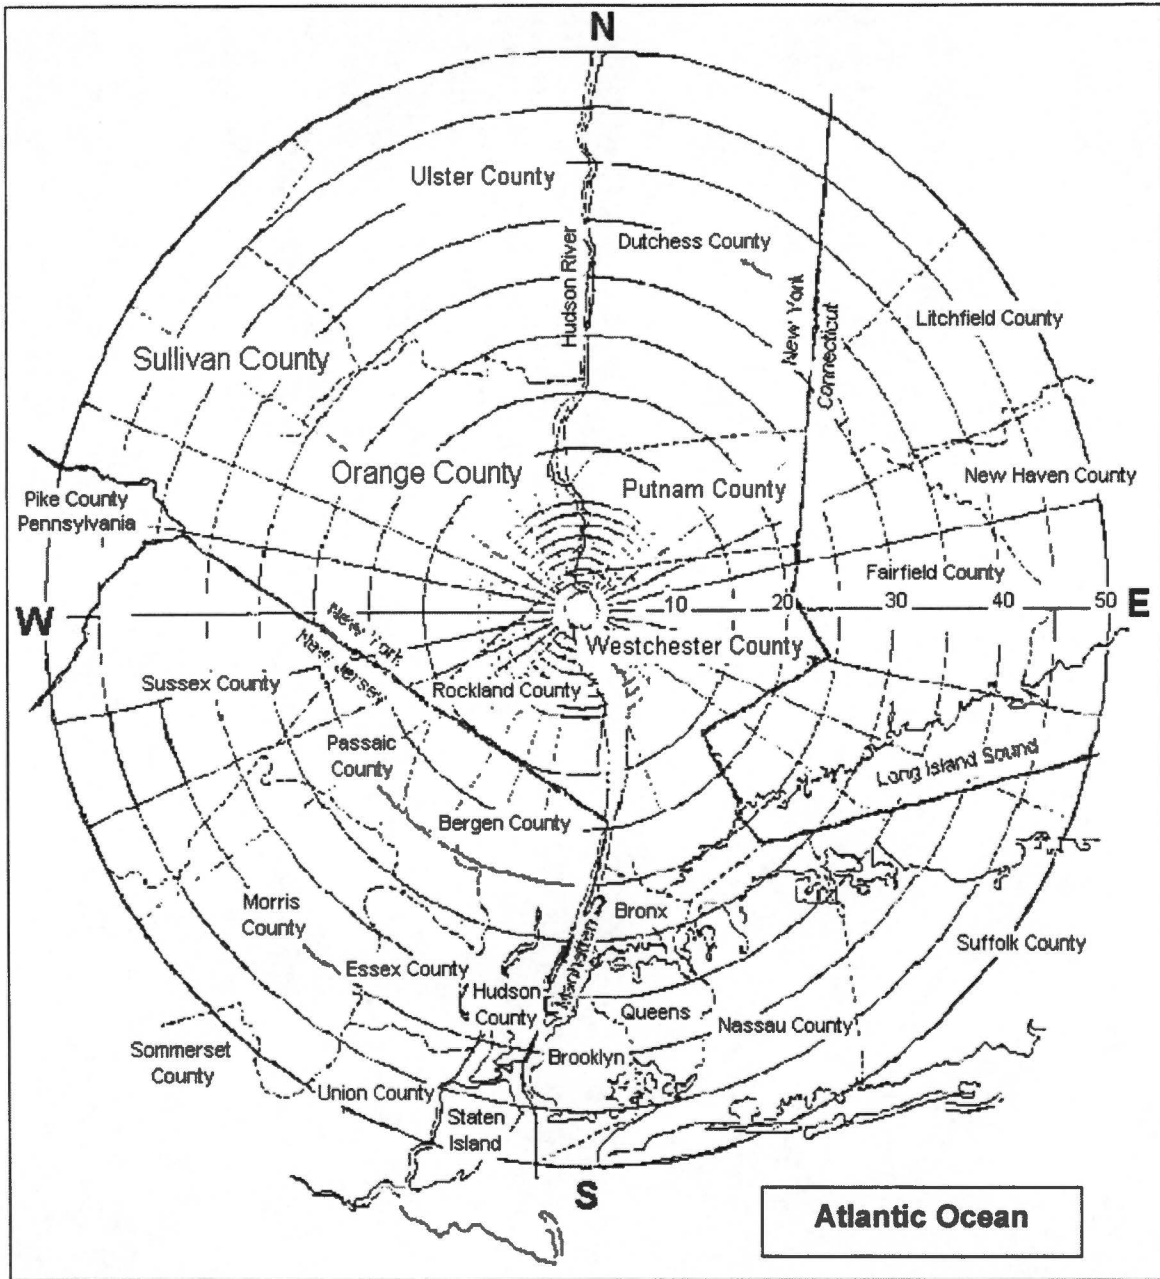 N
Ulster County
Hudson River
Dutchess County
New York
Connecticut
Litchfield County
Sullivan County
Orange County
Putnam County
New Haven County
Pike County
Pennsylvania
Fairfield County
W
10
20
30
40
50
E
New York
New Jersey
Westchester County
Sussex County
Rockland County
Passaic
County
Long Island Sound
Bergen County
Morris
County
Bronx
Manhatten
Suffolk County
Essex County
Hudson
County
Queens
Nassau County
Sommerset
County
Brooklyn
Union County
Staten
Island
S
Atlantic Ocean